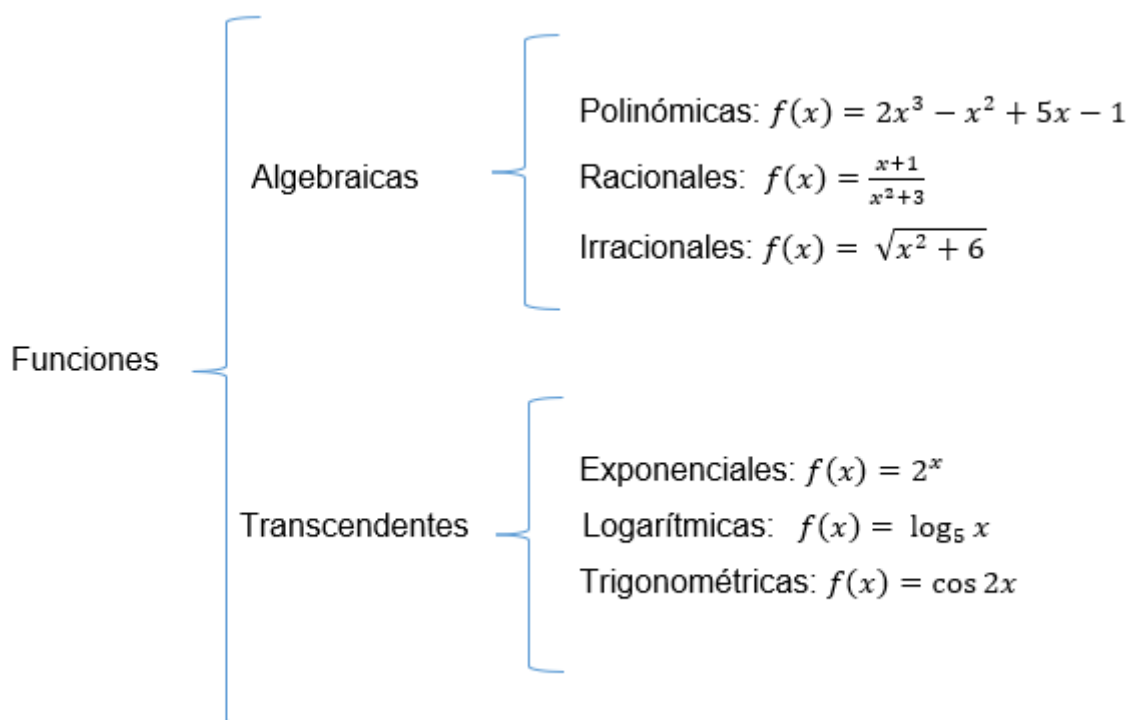 Polinómicas: f(x) = 2x³ − x² + 5x − 1
Algebraicas
Racionales: f(x) = x+1/x²+3
Irracionales: f(x) = √x² + 6
Funciones
Exponenciales: f(x) = 2ˣ
Transcendentes
Logarítmicas: f(x) = log₅ x
Trigonométricas: f(x) = cos 2x